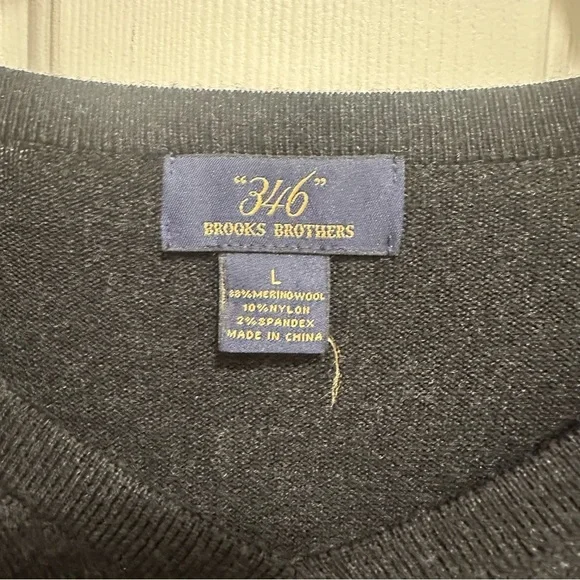 "346"
BROOKS BROTHERS
L
88% MERINO WOOL
10% NYLON
2% SPANDEX
MADE IN CHINA